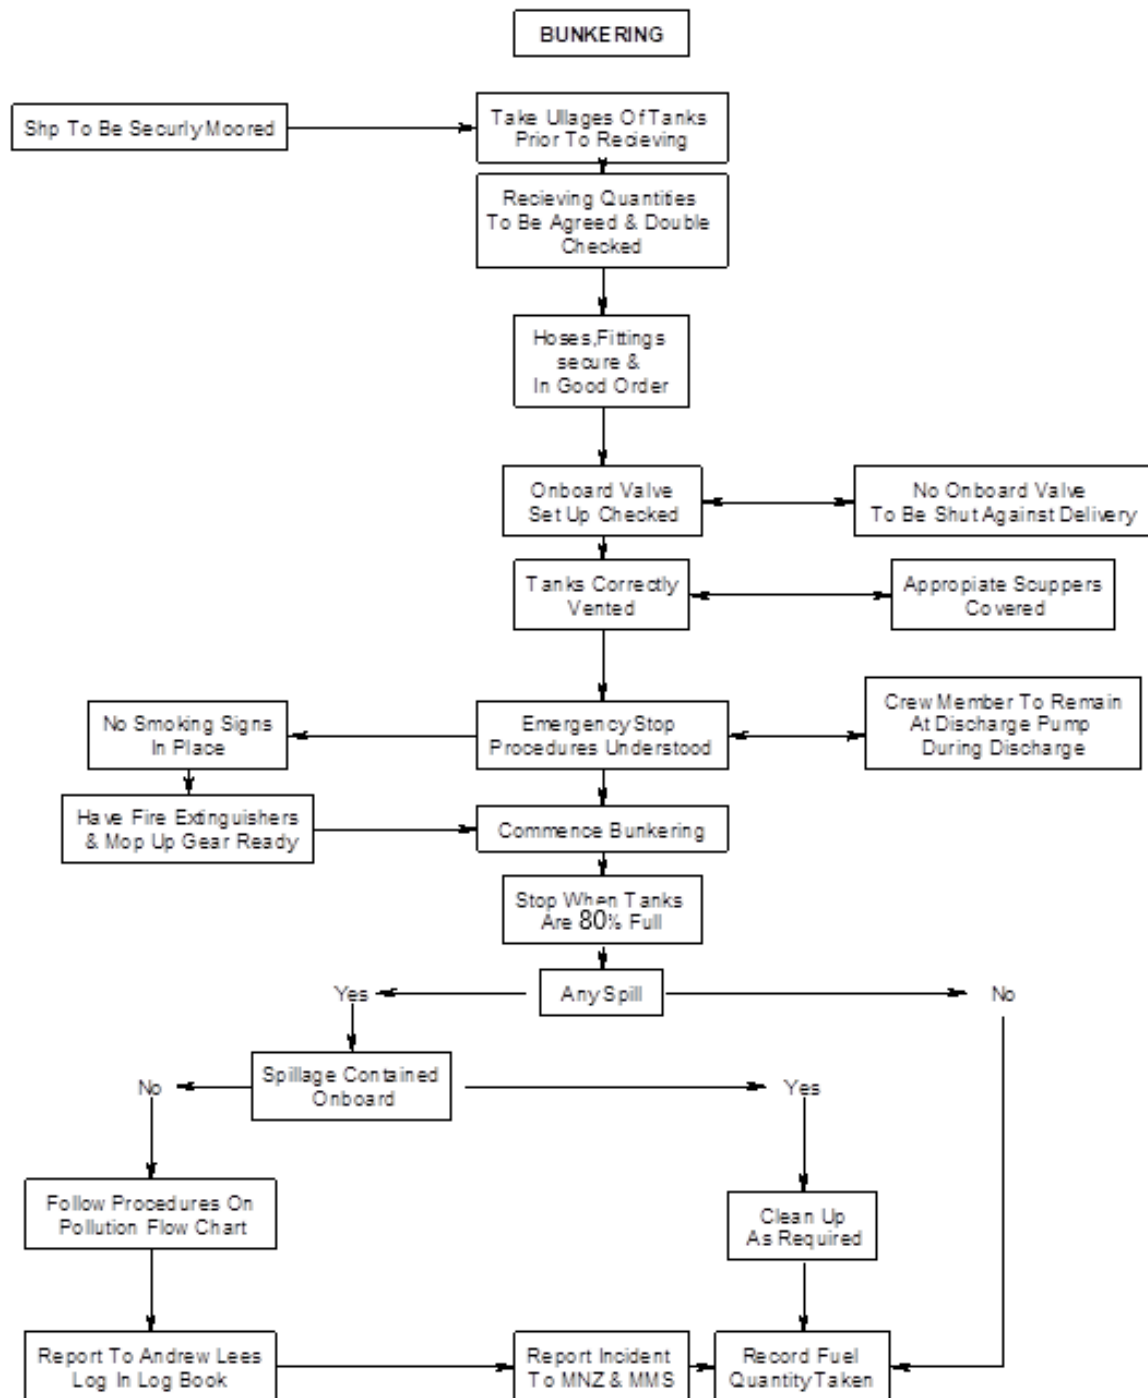 BUNKERING
Shp To Be Securly Moored
Take Ullages Of Tanks
Prior To Recieving
Recieving Quantities
To Be Agreed & Double
Checked
Hoses,Fittings
secure &
In Good Order
Onboard Valve
Set Up Checked
No Onboard Valve
To Be Shut Against Delivery
Tanks Correctly
Vented
Appropiate Scuppers
Covered
No Smoking Signs
In Place
Emergency Stop
Procedures Understood
Crew Member To Remain
At Discharge Pump
During Discharge
Have Fire Extinguishers
& Mop Up Gear Ready
Commence Bunkering
Stop When Tanks
Are 80% Full
Yes
Any Spill
No
No
Spillage Contained
Onboard
Yes
Follow Procedures On
Pollution Flow Chart
Clean Up
As Required
Report To Andrew Lees
Log In Log Book
Report Incident
To MNZ & MMS
Record Fuel
Quantity Taken